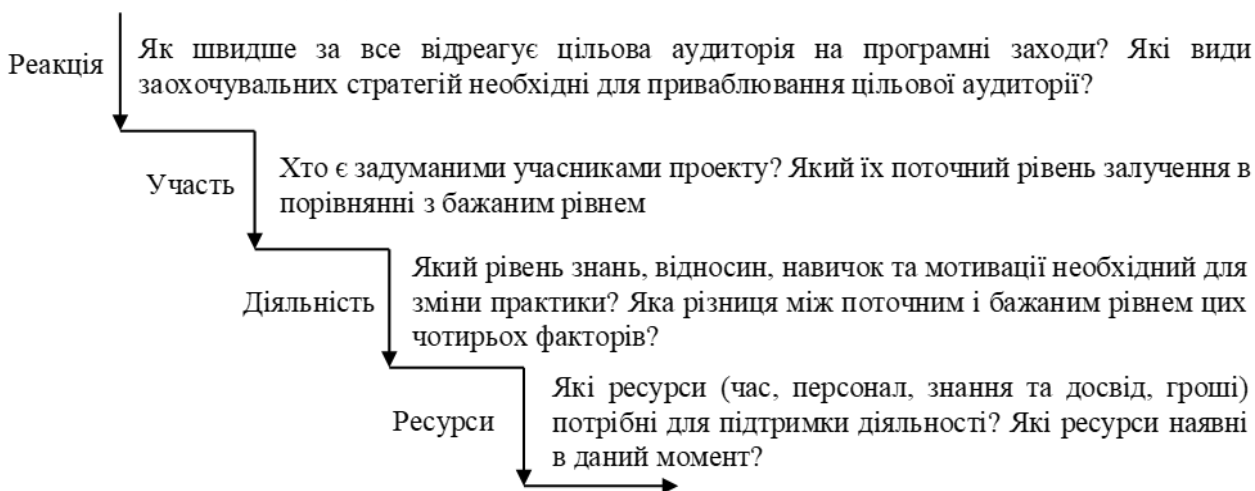 Реакція
Як швидше за все відреагує цільова аудиторія на програмні заходи? Які види
заохочувальних стратегій необхідні для приваблювання цільової аудиторії?
Участь
Хто є задуманими учасниками проекту? Який їх поточний рівень залучення в
порівнянні з бажаним рівнем
Діяльність
Який рівень знань, відносин, навичок та мотивації необхідний для
зміни практики? Яка різниця між поточним і бажаним рівнем цих
чотирьох факторів?
Ресурси
Які ресурси (час, персонал, знання та досвід, гроші)
потрібні для підтримки діяльності? Які ресурси наявні
в даний момент?